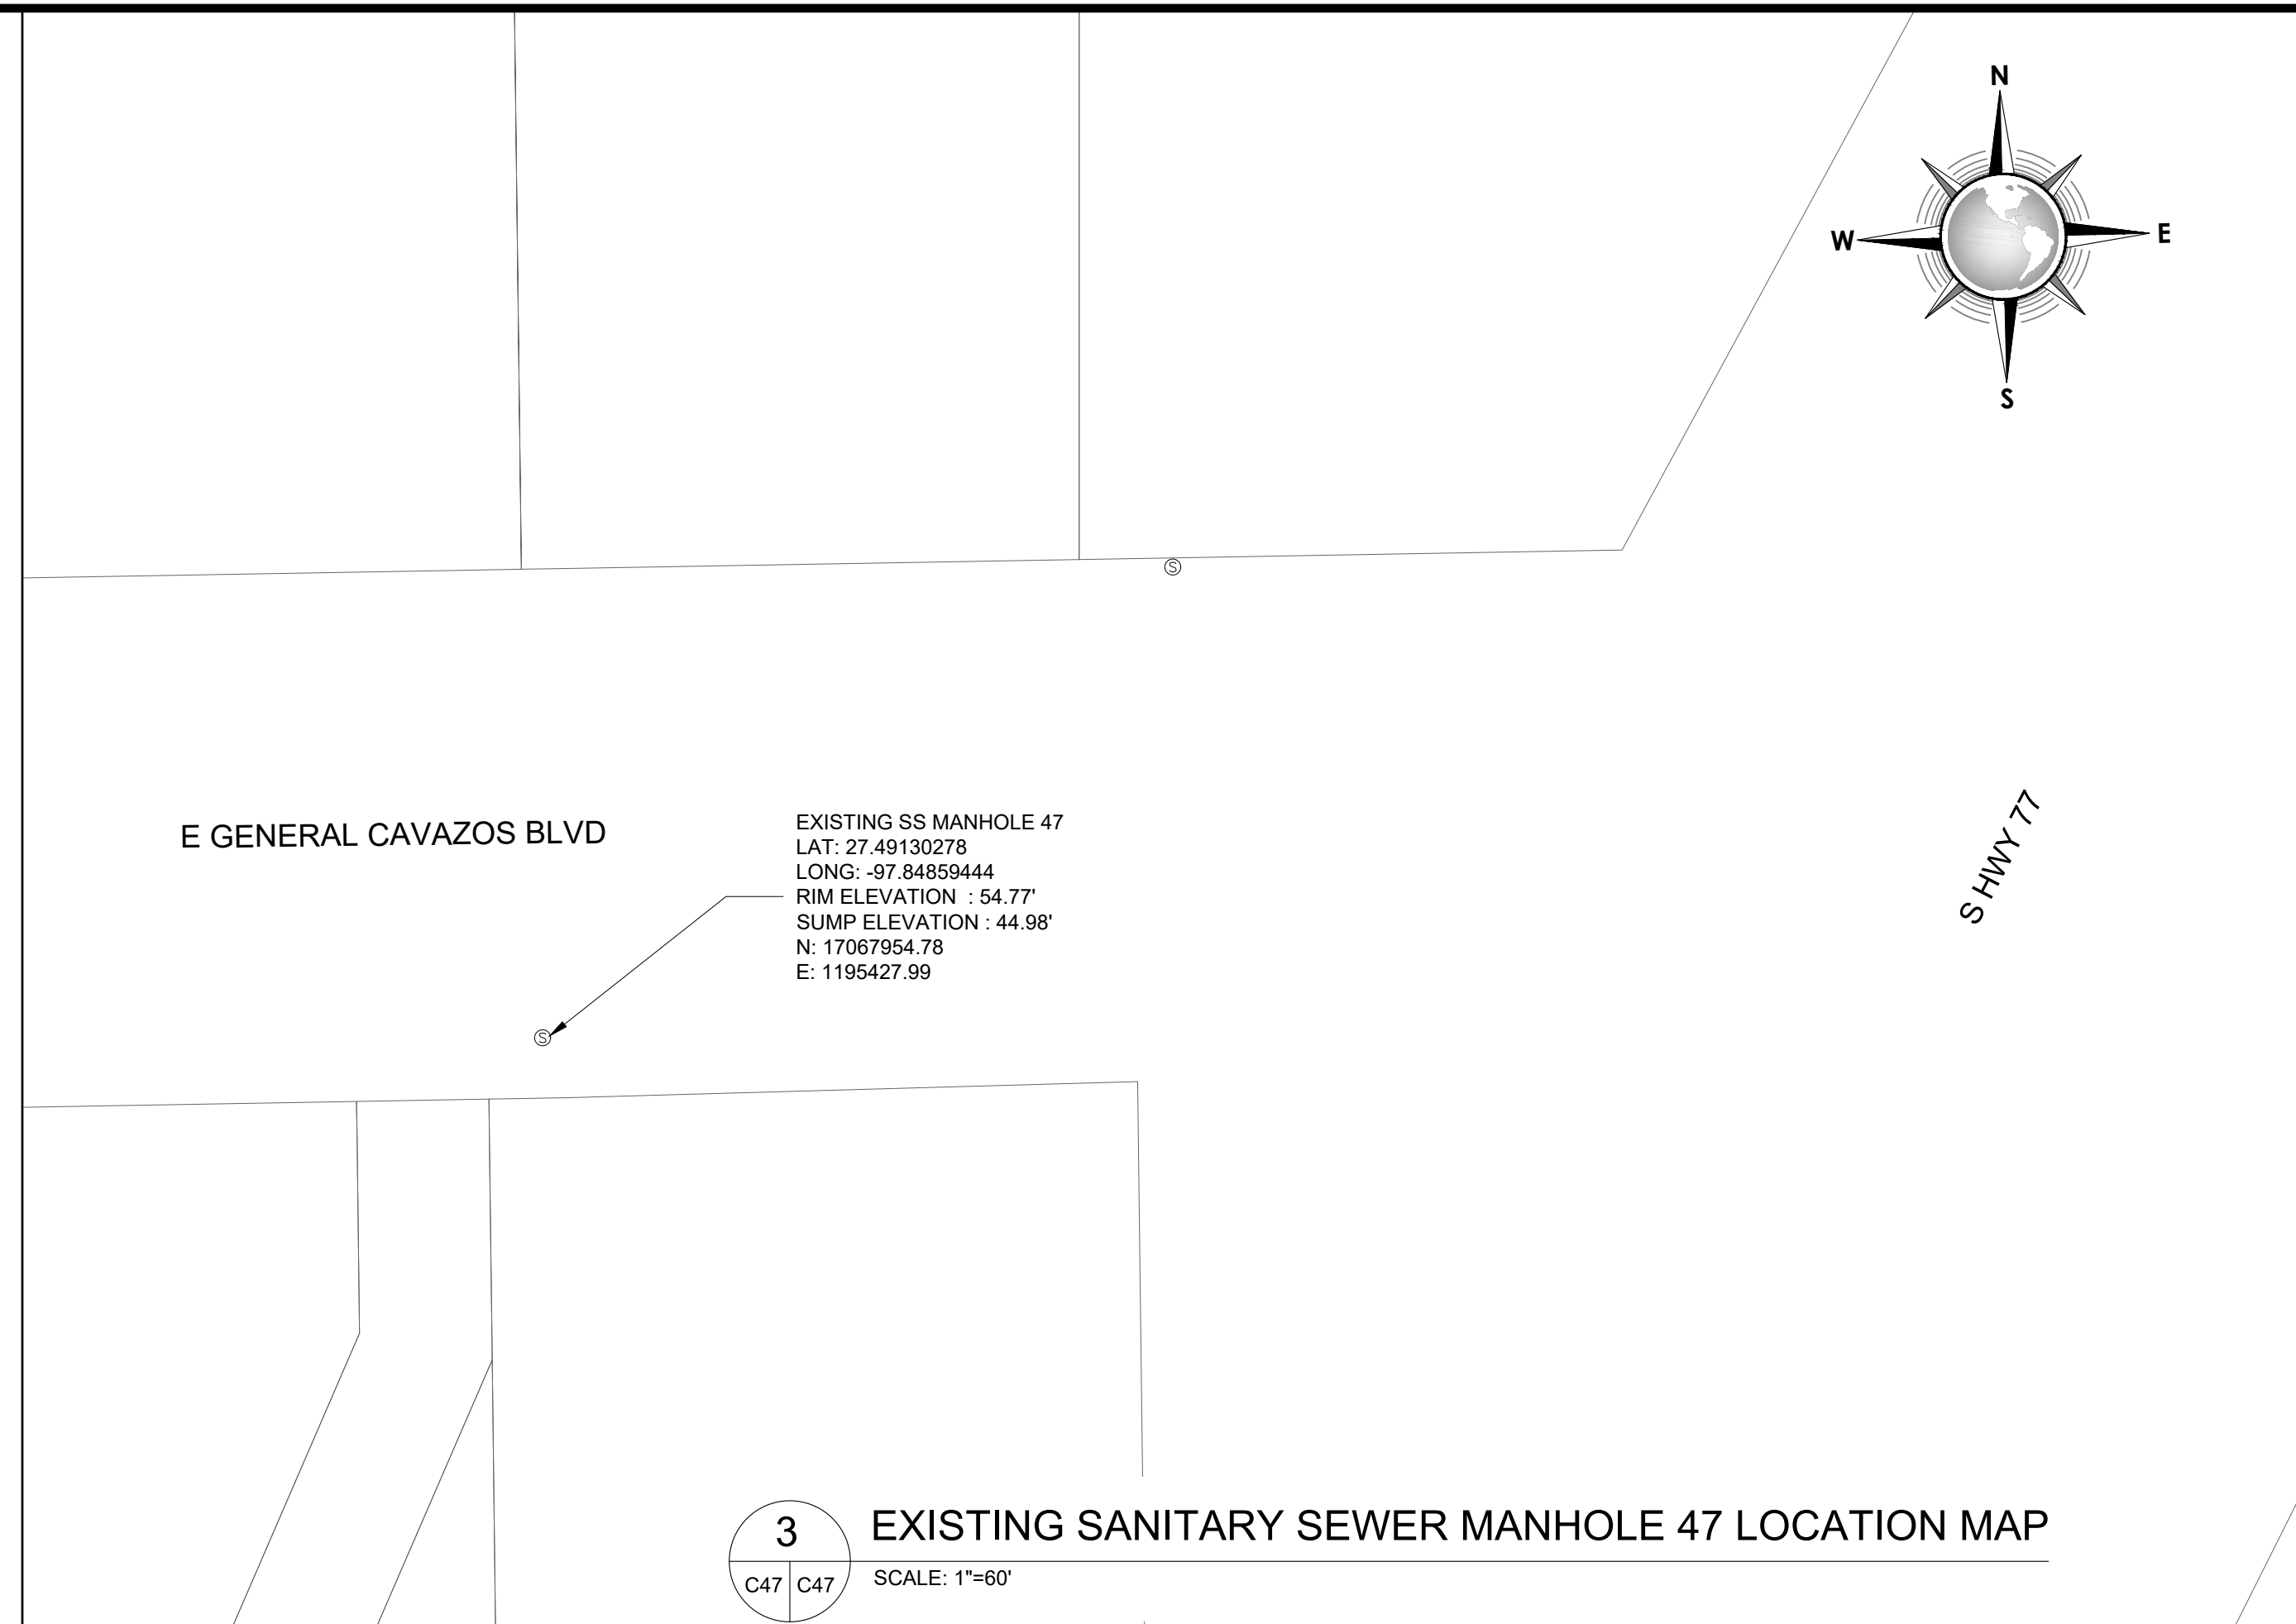 N
W
E
S
S
E GENERAL CAVAZOS BLVD
EXISTING SS MANHOLE 47
LAT: 27.49130278
LONG: -97.84859444
RIM ELEVATION : 54.77'
SUMP ELEVATION : 44.98'
N: 17067954.78
E: 1195427.99
S HWY 77
S
3
C47 C47
EXISTING SANITARY SEWER MANHOLE 47 LOCATION MAP
SCALE: 1"=60'